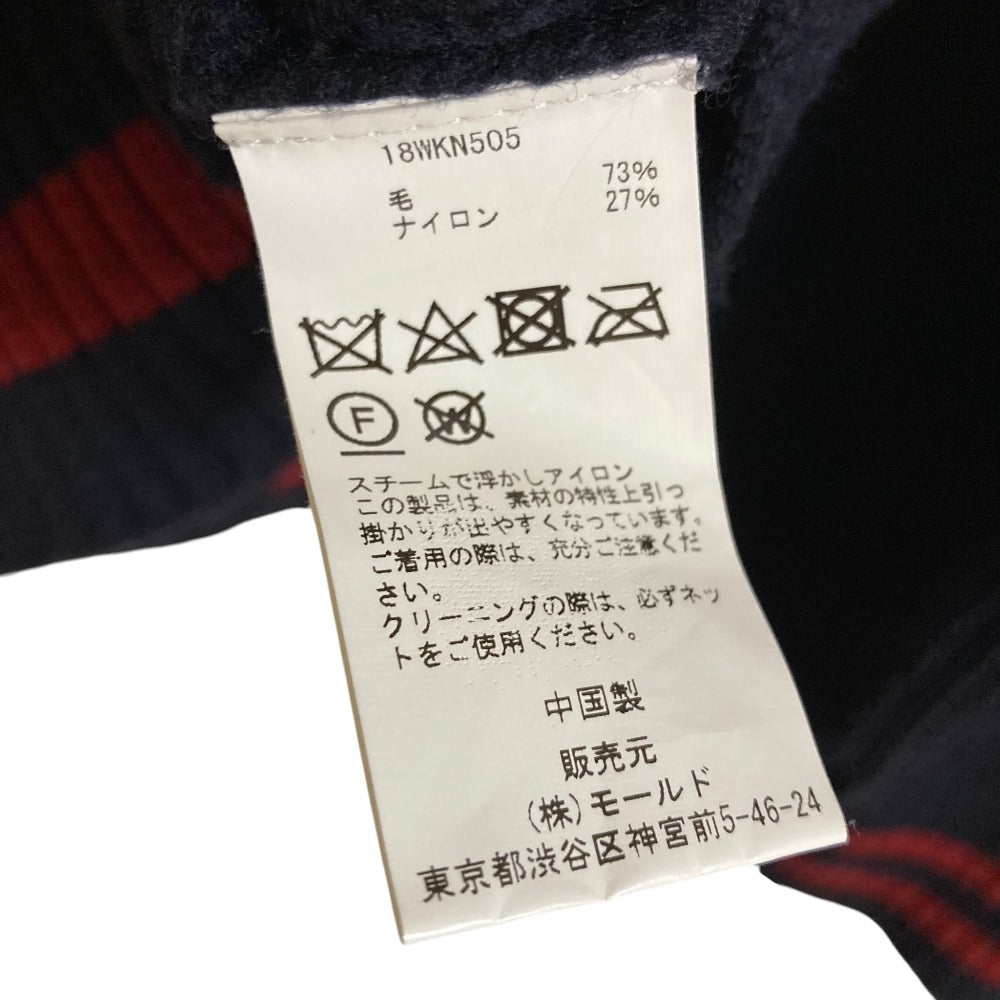 18WKN505
毛 73%
ナイロン 27%
F W
スチームで浮かしアイロン
この製品は、素材の特性上引っ
掛かりが出やすくなっています。
ご着用の際は、充分ご注意くだ
さい。
クリーニングの際は、必ずネッ
トをご使用ください。
中国製
販売元
(株)モールド
東京都渋谷区神宮前5-46-24